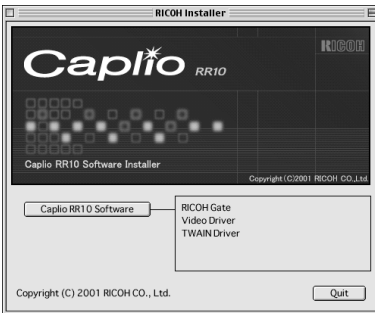 RICOH Installer
RICOH
Caplio RR10
Caplio RR10 Software Installer
Copyright(C)2001 RICOH CO.,Ltd.
Caplio RR10 Software
RICOH Gate
Video Driver
TWAIN Driver
Copyright (C) 2001 RICOH CO., Ltd.
Quit